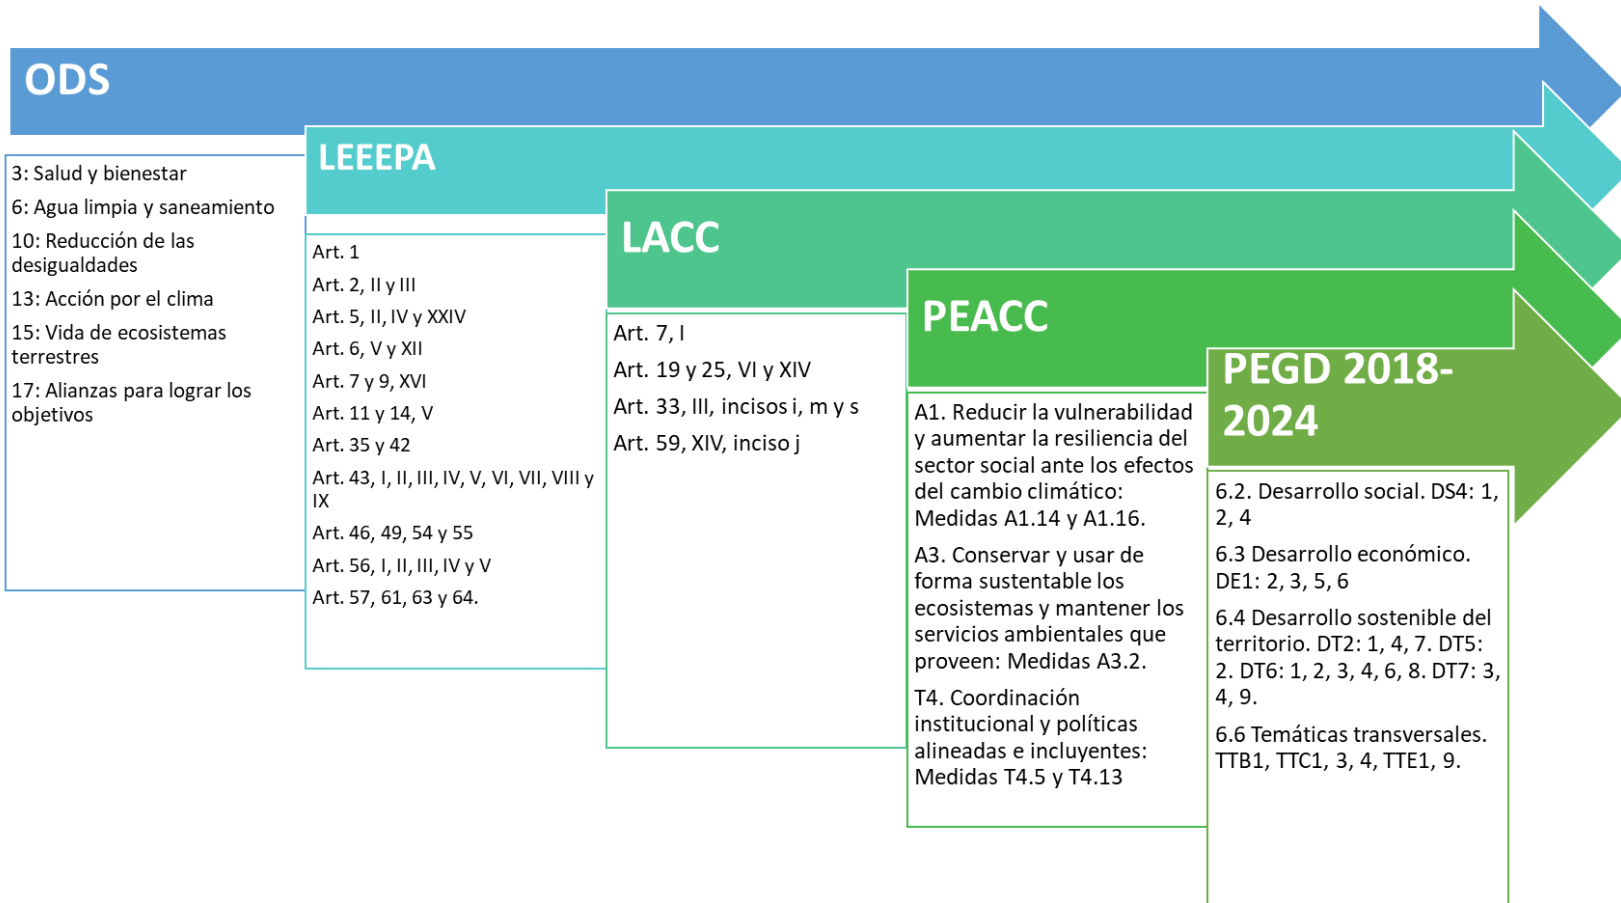 ODS
3: Salud y bienestar
6: Agua limpia y saneamiento
10: Reducción de las
desigualdades
13: Acción por el clima
15: Vida de ecosistemas
terrestres
17: Alianzas para lograr los
objetivos
LEEEPA
Art. 1
Art. 2, II y III
Art. 5, II, IV y XXIV
Art. 6, V y XII
Art. 7 y 9, XVI
Art. 11 y 14, V
Art. 35 y 42
Art. 43, I, II, III, IV, V, VI, VII, VIII y
IX
Art. 46, 49, 54 y 55
Art. 56, I, II, III, IV y V
Art. 57, 61, 63 y 64.
LACC
Art. 7, I
Art. 19 y 25, VI y XIV
Art. 33, III, incisos i, m y s
Art. 59, XIV, inciso j
PEACC
A1. Reducir la vulnerabilidad
y aumentar la resiliencia del
sector social ante los efectos
del cambio climático:
Medidas A1.14 y A1.16.
A3. Conservar y usar de
forma sustentable los
ecosistemas y mantener los
servicios ambientales que
proveen: Medidas A3.2.
T4. Coordinación
institucional y políticas
alineadas e incluyentes:
Medidas T4.5 y T4.13
PEGD 2018-
2024
6.2. Desarrollo social. DS4: 1,
2, 4
6.3 Desarrollo económico.
DE1: 2, 3, 5, 6
6.4 Desarrollo sostenible del
territorio. DT2: 1, 4, 7. DT5:
2. DT6: 1, 2, 3, 4, 6, 8. DT7: 3,
4, 9.
6.6 Temáticas transversales.
TTB1, TTC1, 3, 4, TTE1, 9.